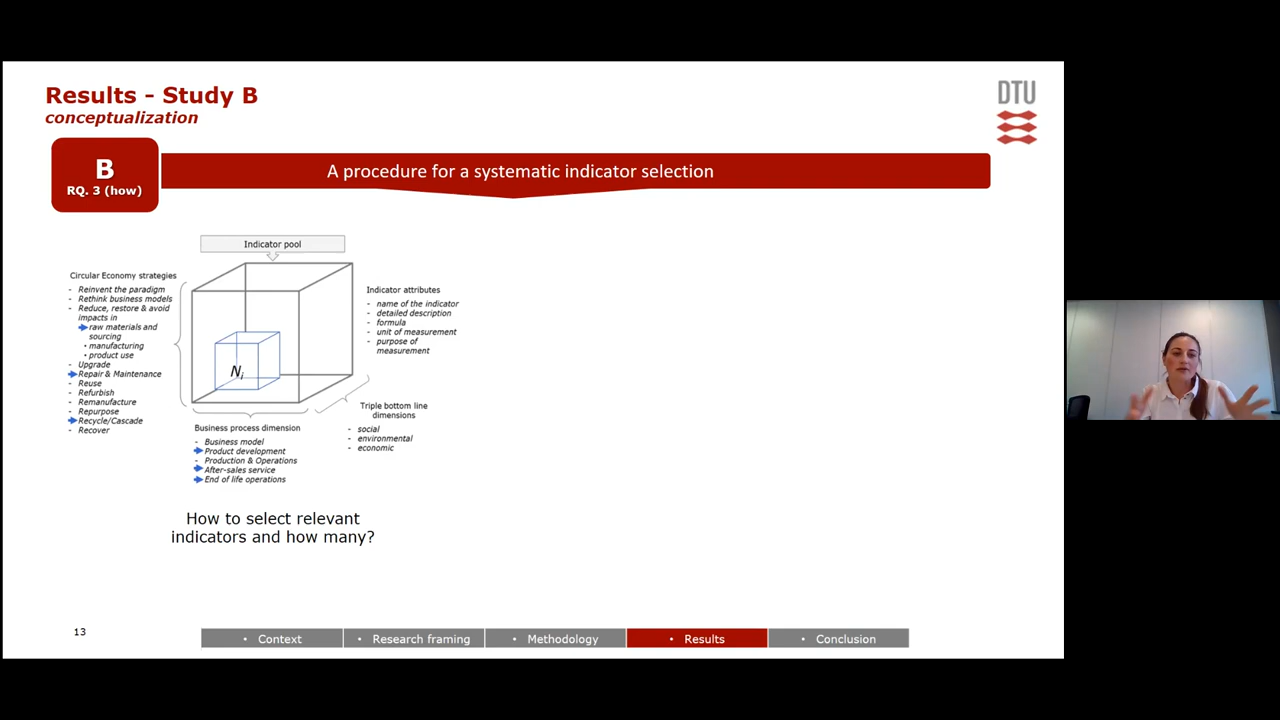 Results - Study B
conceptualization
DTU
B
RQ. 3 (how)
A procedure for a systematic indicator selection
Indicator pool
Circular Economy strategies
- Reinvent the paradigm
- Rethink business models
- Reduce, restore & avoid
impacts in
raw materials and
sourcing
• manufacturing
• product use
- Upgrade
Repair & Maintenance
- Reuse
- Refurbish
- Remanufacture
- Repurpose
Recycle/Cascade
- Recover
Ni
Indicator attributes
- name of the indicator
- detailed description
- formula
- unit of measurement
- purpose of
measurement
Triple bottom line
dimensions
- social
- environmental
- economic
Business process dimension
- Business model
Product development
- Production & Operations
After-sales service
End of life operations
How to select relevant
indicators and how many?
13
• Context
• Research framing
• Methodology
• Results
• Conclusion